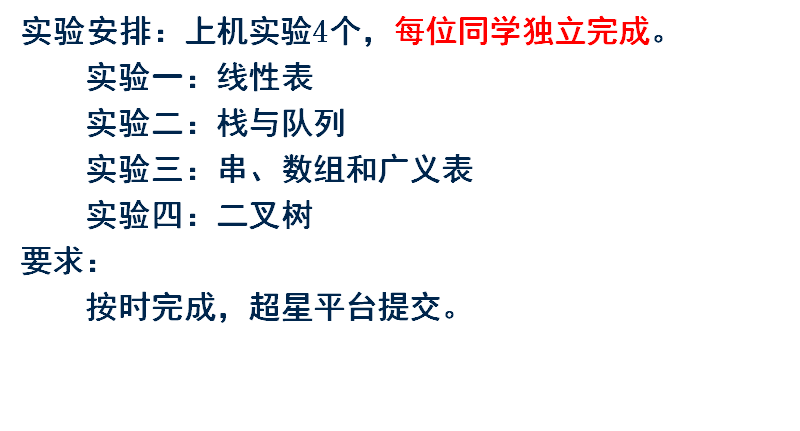 实验安排：上机实验4个，每位同学独立完成。
实验一：线性表
实验二：栈与队列
实验三：串、数组和广义表
实验四：二叉树
要求：
按时完成，超星平台提交。